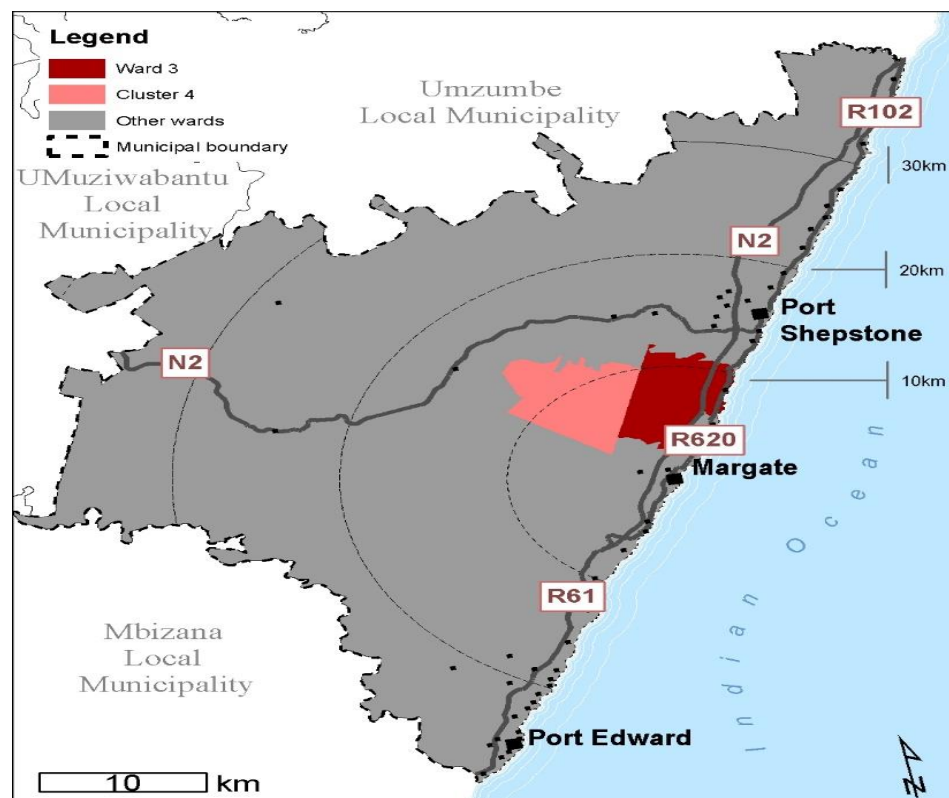 Legend
Ward 3
Cluster 4
Other wards
Municipal boundary
Umzumbe
Local Municipality
UMuziwabantu
Local
Municipality
R102
30km
N2
20km
Port
Shepstone
N2
10km
R620
Margate
Indian Ocean
R61
Mbizana
Local
Municipality
Port Edward
10 km